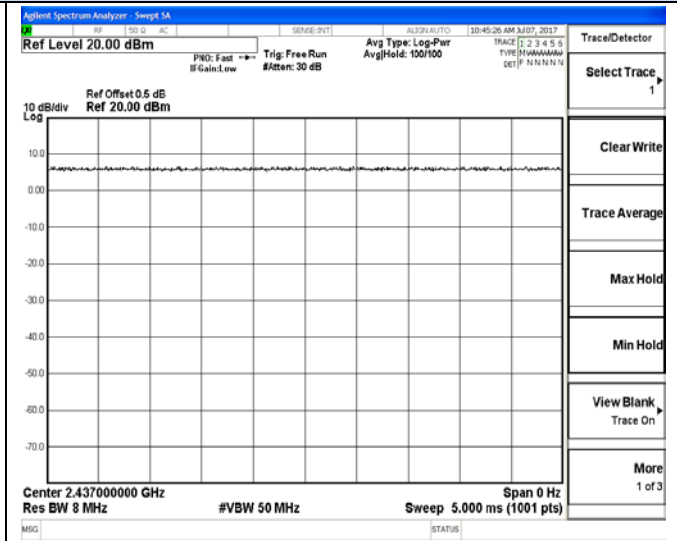 Agilent Spectrum Analyzer - Swept SA
RF 50 Ω AC SENSE:INT ALIGN AUTO 10:45:26 AM Jul 07, 2017
Ref Level 20.00 dBm
PNO: Fast
IFGain:Low
Trig: Free Run
#Atten: 30 dB
Avg Type: Log-Pwr
Avg|Hold: 100/100
TRACE 1 2 3 4 5 6
TYPE M
DET P N N N N N
Ref Offset 0.5 dB
10 dB/div Ref 20.00 dBm
Log
10.0
0.00
-10.0
-20.0
-30.0
-40.0
-50.0
-60.0
-70.0
Center 2.437000000 GHz Span 0 Hz
Res BW 8 MHz #VBW 50 MHz Sweep 5.000 ms (1001 pts)
MSG STATUS
Trace/Detector
Select Trace
1
Clear Write
Trace Average
Max Hold
Min Hold
View Blank
Trace On
More
1 of 3